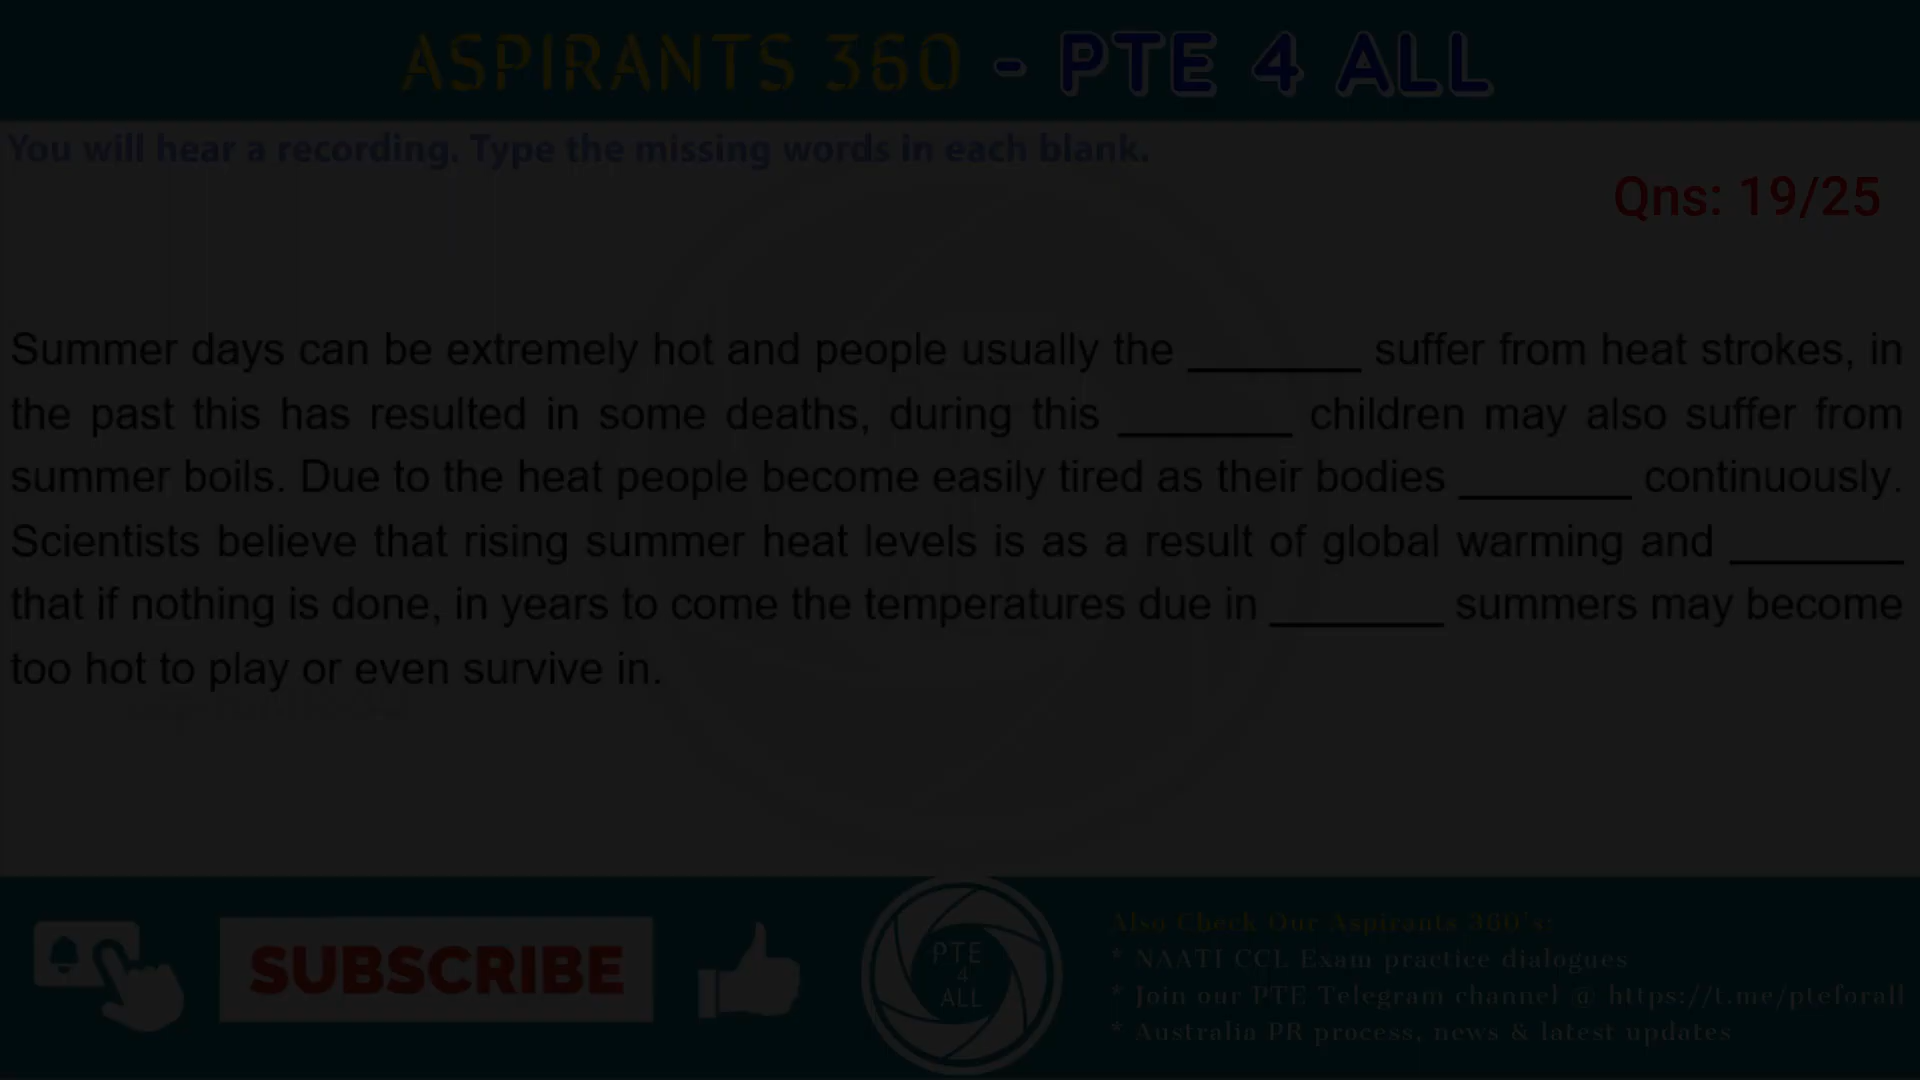 ASPIRANTS 360 - PTE 4 ALL
You will hear a recording. Type the missing words in each blank.
Qns: 19/25
Summer days can be extremely hot and people usually the ________ suffer from heat strokes, in
the past this has resulted in some deaths, during this ________ children may also suffer from
summer boils. Due to the heat people become easily tired as their bodies ________ continuously.
Scientists believe that rising summer heat levels is as a result of global warming and ________
that if nothing is done, in years to come the temperatures due in ________ summers may become
too hot to play or even survive in.
SUBSCRIBE
PTE
4
ALL
Also Check Our Aspirants 360's:
* NAATI CCL Exam practice dialogues
* Join our PTE Telegram channel @ https://t.me/pteforall
* Australia PR process, news & latest updates